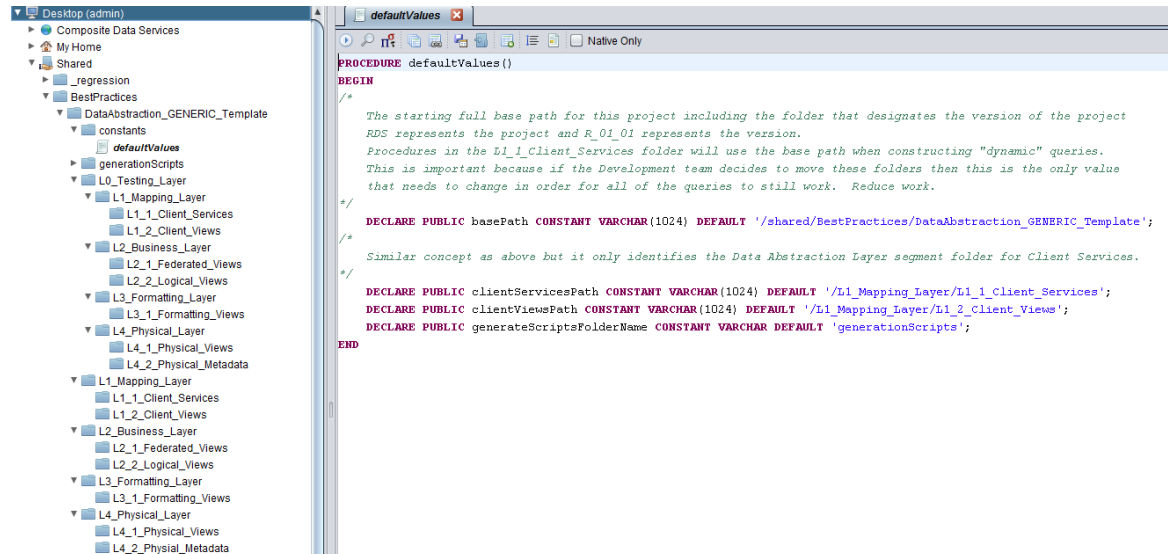 Desktop (admin)
Composite Data Services
My Home
Shared
_regression
BestPractices
DataAbstraction_GENERIC_Template
constants
defaultValues
generationScripts
L0_Testing_Layer
L1_Mapping_Layer
L1_1_Client_Services
L1_2_Client_Views
L2_Business_Layer
L2_1_Federated_Views
L2_2_Logical_Views
L3_Formatting_Layer
L3_1_Formatting_Views
L4_Physical_Layer
L4_1_Physical_Views
L4_2_Physical_Metadata
L1_Mapping_Layer
L1_1_Client_Services
L1_2_Client_Views
L2_Business_Layer
L2_1_Federated_Views
L2_2_Logical_Views
L3_Formatting_Layer
L3_1_Formatting_Views
L4_Physical_Layer
L4_1_Physical_Views
L4_2_Physial_Metadata
defaultValues
Native Only
PROCEDURE defaultValues()
BEGIN
/*
The starting full base path for this project including the folder that designates the version of the project
RDS represents the project and R_01_01 represents the version.
Procedures in the L1_1_Client_Services folder will use the base path when constructing "dynamic" queries.
This is important because if the Development team decides to move these folders then this is the only value
that needs to change in order for all of the queries to still work.  Reduce work.
*/
DECLARE PUBLIC basePath CONSTANT VARCHAR(1024) DEFAULT '/shared/BestPractices/DataAbstraction_GENERIC_Template';
/*
Similar concept as above but it only identifies the Data Abstraction Layer segment folder for Client Services.
*/
DECLARE PUBLIC clientServicesPath CONSTANT VARCHAR(1024) DEFAULT '/L1_Mapping_Layer/L1_1_Client_Services';
DECLARE PUBLIC clientViewsPath CONSTANT VARCHAR(1024) DEFAULT '/L1_Mapping_Layer/L1_2_Client_Views';
DECLARE PUBLIC generateScriptsFolderName CONSTANT VARCHAR DEFAULT 'generationScripts';
END